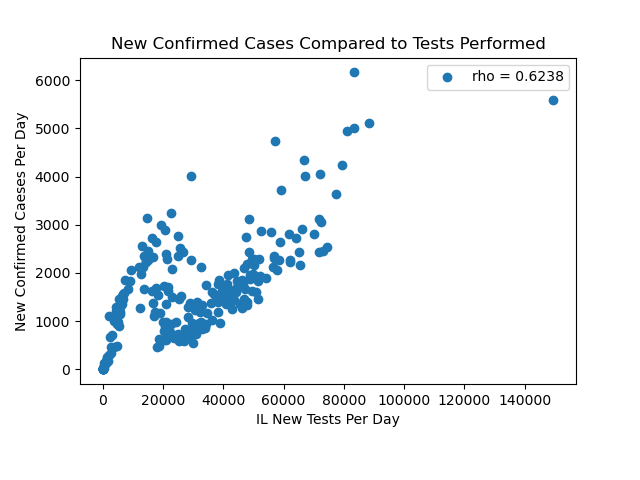 New Confirmed Cases Compared to Tests Performed
rho = 0.6238
6000
5000
4000
3000
2000
1000
0
New Confirmed Caeses Per Day
0 20000 40000 60000 80000 100000 120000 140000
IL New Tests Per Day